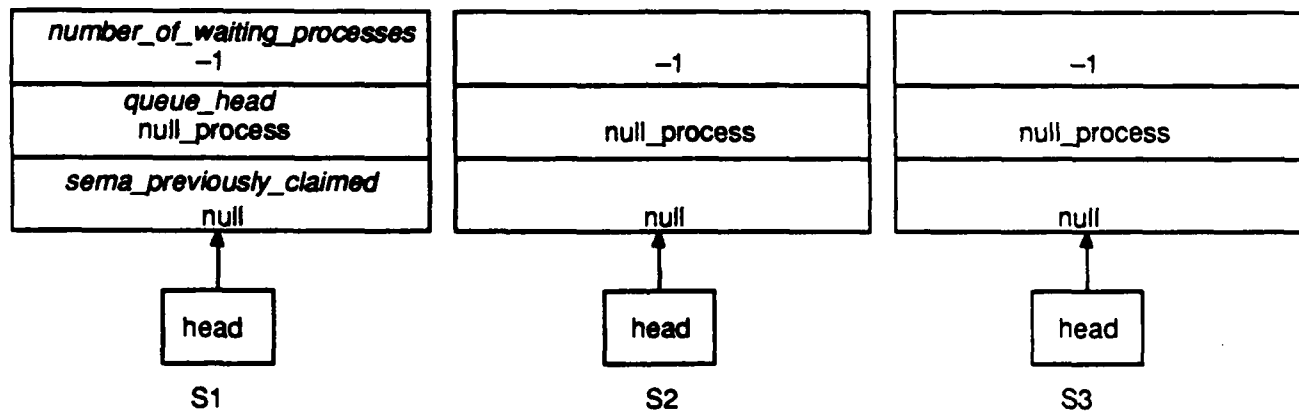 number_of_waiting_processes
–1
queue_head
null_process
sema_previously_claimed
null
head
S1
–1
null_process
null
head
S2
–1
null_process
null
head
S3